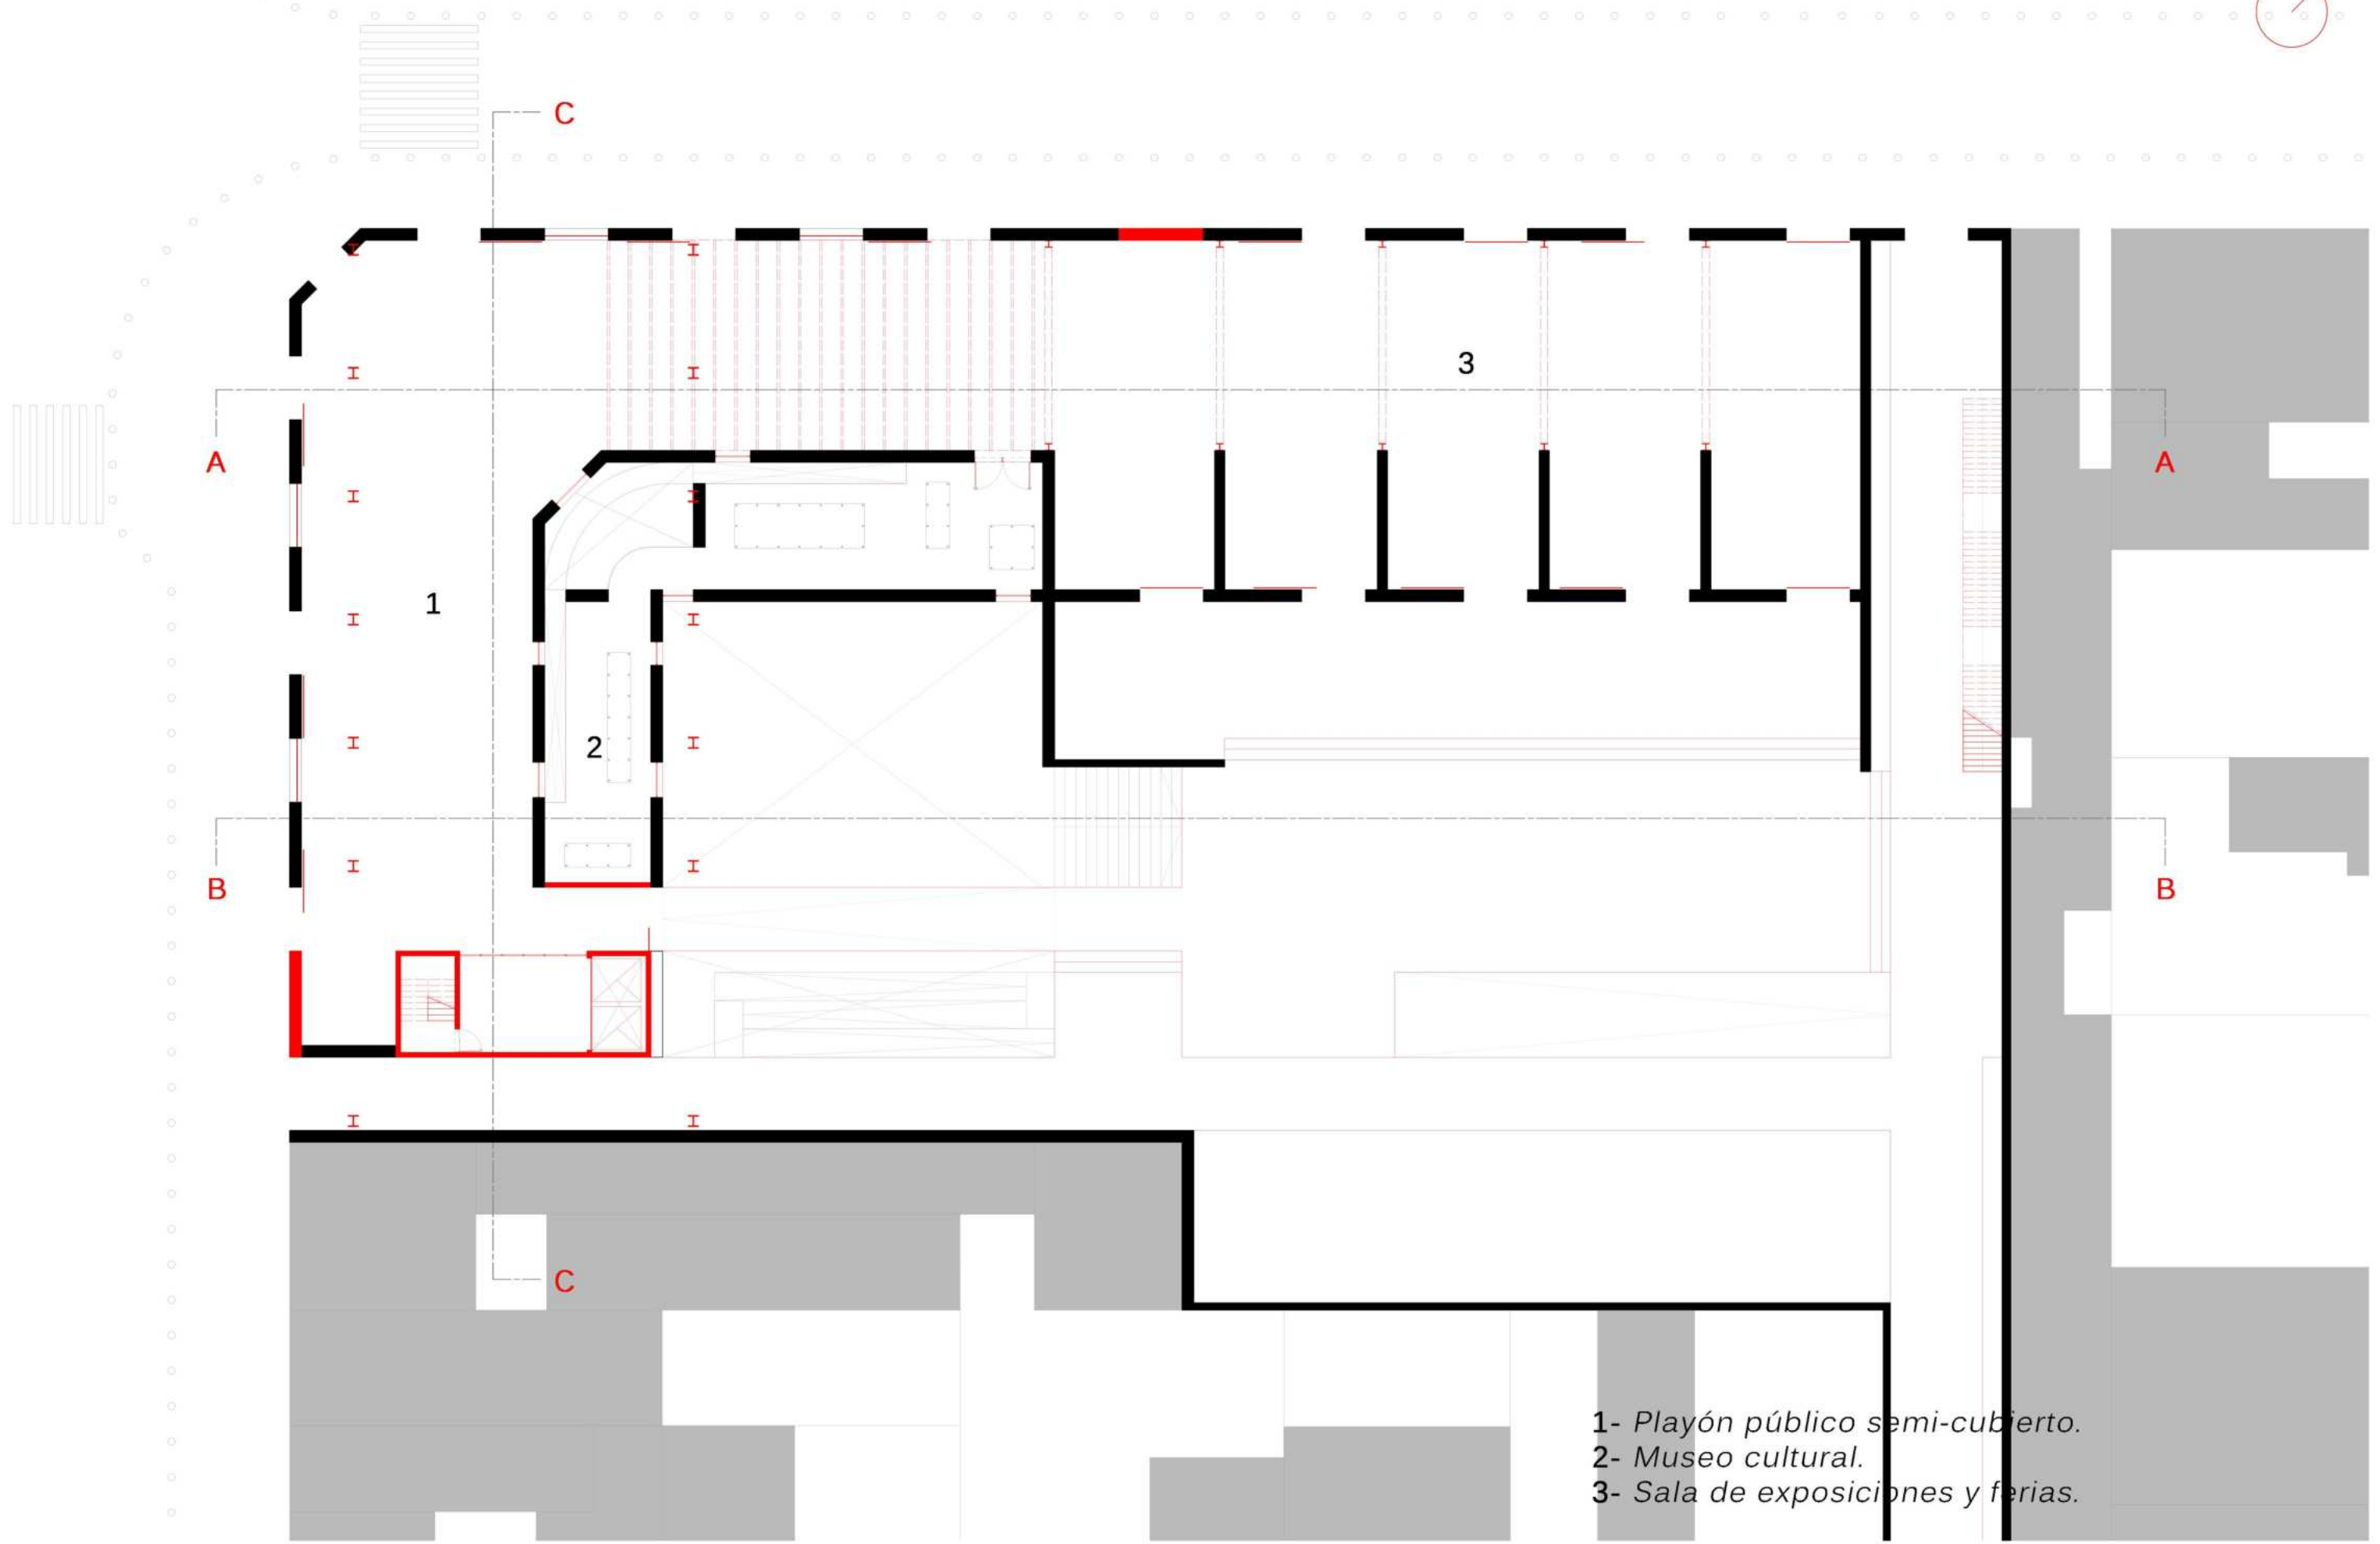 C
A
A
3
1
2
B
B
C
1- Playón público semi-cubierto.
2- Museo cultural.
3- Sala de exposiciones y ferias.